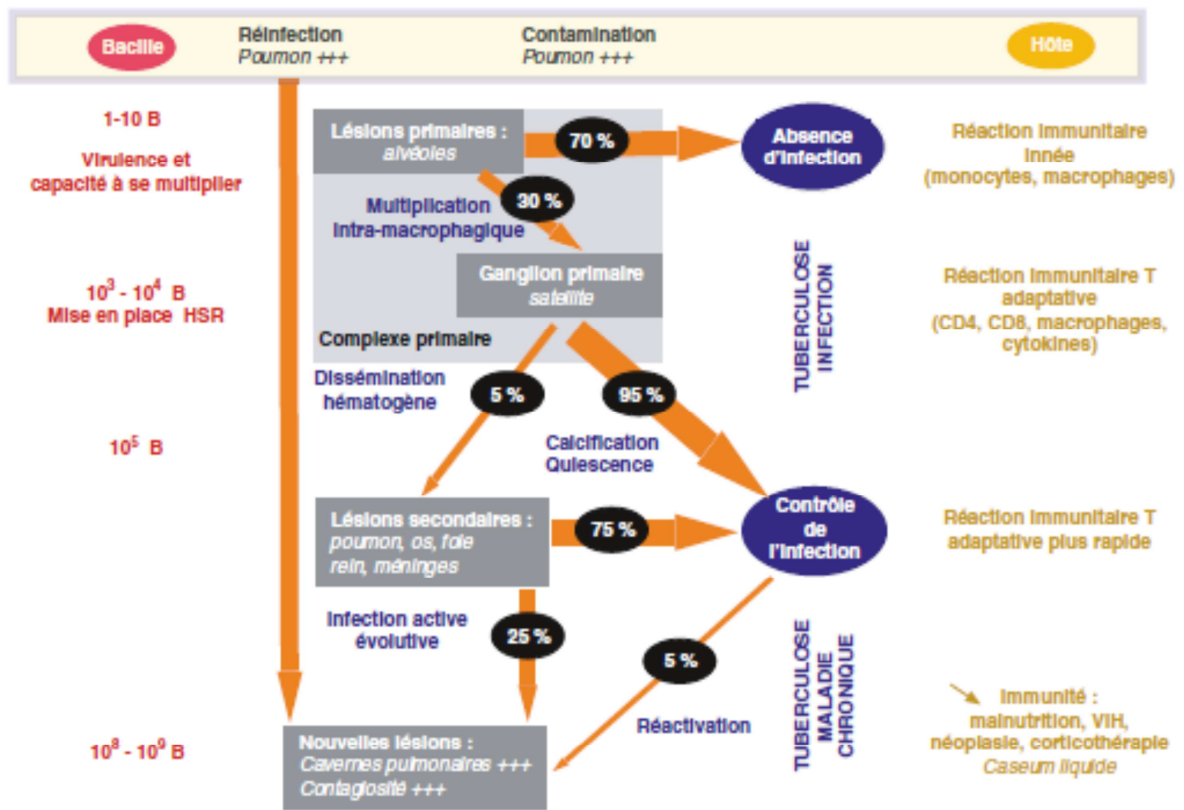 Bacille
Réinfection
Poumon +++
Contamination
Poumon +++
Hôte
1-10 B
Virulence et
capacité à se multiplier
Lésions primaires :
alvéoles
70 %
Absence
d'infection
Réaction immunitaire
innée
(monocytes, macrophages)
30 %
Multiplication
intra-macrophagique
Ganglion primaire
satellite
10³ - 10⁴ B
Mise en place HSR
Complexe primaire
TUBERCULOSE
INFECTION
Réaction immunitaire T
adaptative
(CD4, CD8, macrophages,
cytokines)
Dissémination
hématogène
5 %
95 %
Calcification
Quiescence
10⁵ B
Lésions secondaires :
poumon, os, foie
rein, méninges
75 %
Contrôle
de
l'infection
Réaction immunitaire T
adaptative plus rapide
Infection active
évolutive
25 %
5 %
Réactivation
TUBERCULOSE
MALADIE
CHRONIQUE
Immunité :
malnutrition, VIH,
néoplasie, corticothérapie
Caseum liquide
10⁸ - 10⁹ B
Nouvelles lésions :
Cavernes pulmonaires +++
Contagiosité +++